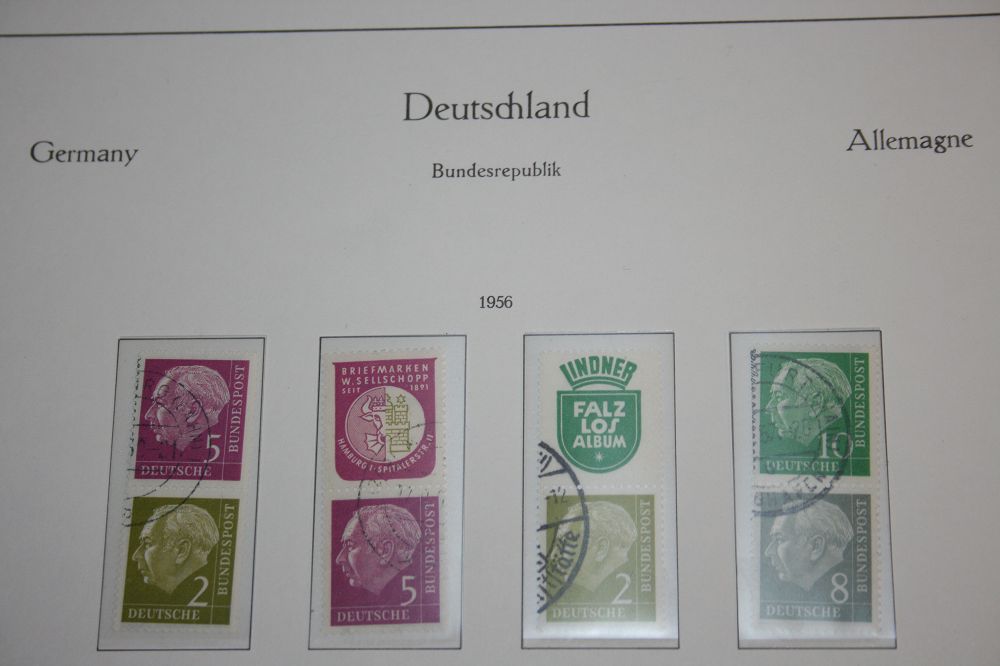 Deutschland
Germany
Allemagne
Bundesrepublik
1956
5
BUNDESPOST
DEUTSCHE
2
BUNDESPOST
DEUTSCHE
BRIEFMARKEN
W. SELLSCHOPP
SEIT 1891
HAMBURG 1 · SPITALERSTR. 11
5
BUNDESPOST
DEUTSCHE
LINDNER
FALZ
LOS
ALBUM
2
BUNDESPOST
DEUTSCHE
10
BUNDESPOST
DEUTSCHE
8
BUNDESPOST
DEUTSCHE